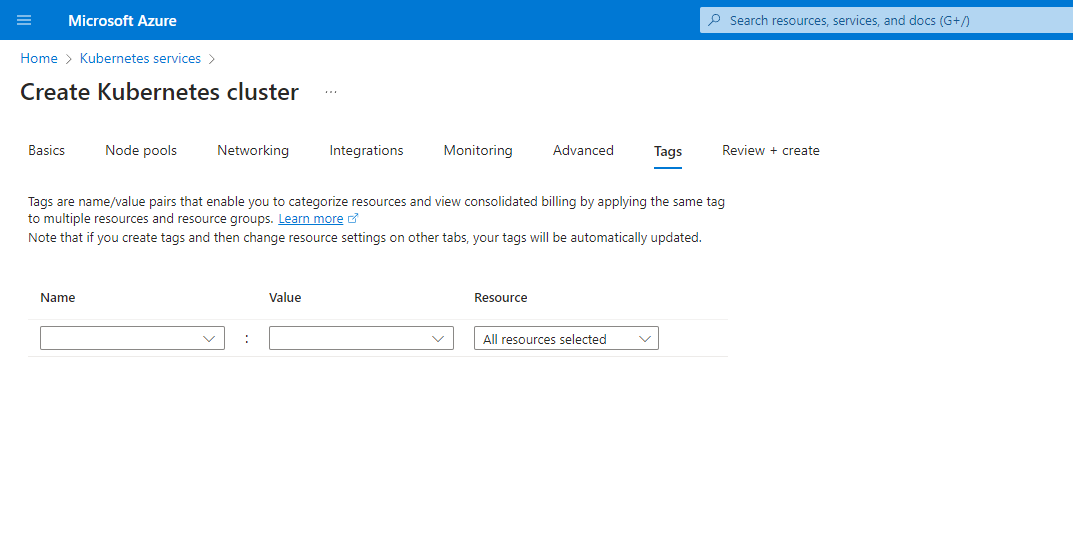 Microsoft Azure
Search resources, services, and docs (G+/)
Home > Kubernetes services >
Create Kubernetes cluster ...
Basics Node pools Networking Integrations Monitoring Advanced Tags Review + create
Tags are name/value pairs that enable you to categorize resources and view consolidated billing by applying the same tag
to multiple resources and resource groups. Learn more
Note that if you create tags and then change resource settings on other tabs, your tags will be automatically updated.
Name Value Resource
: All resources selected